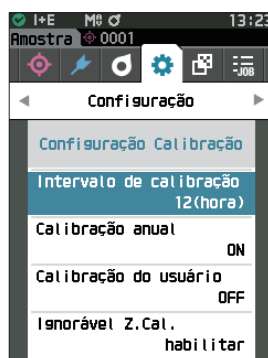 I+E M0 13:23
Amostra 0001
JOB
Configuração
Configuração Calibração
Intervalo de calibração
12(hora)
Calibração anual
ON
Calibração do usuário
OFF
Ignorável Z.Cal.
habilitar